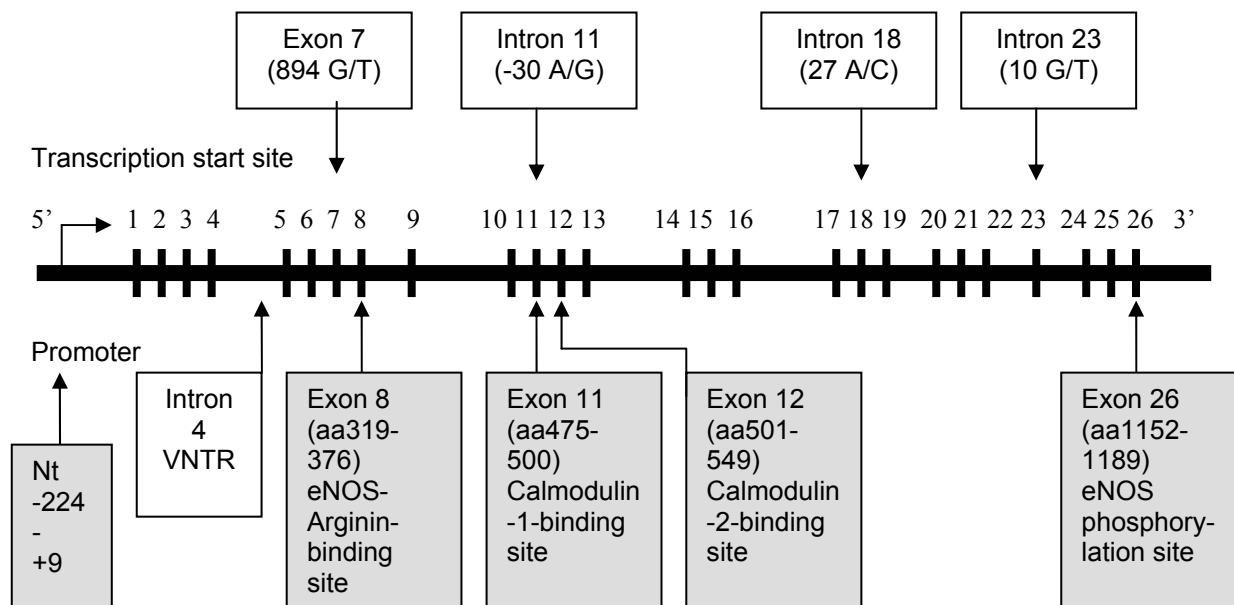 Exon 7
(894 G/T)
Intron 11
(-30 A/G)
Intron 18
(27 A/C)
Intron 23
(10 G/T)
Transcription start site
5’ 1 2 3 4 5 6 7 8 9 10 11 12 13 14 15 16 17 18 19 20 21 22 23 24 25 26 3’
Promoter
Nt
-224
-
+9
Intron
4
VNTR
Exon 8
(aa319-
376)
eNOS-
Arginin-
binding
site
Exon 11
(aa475-
500)
Calmodulin
-1-binding
site
Exon 12
(aa501-
549)
Calmodulin
-2-binding
site
Exon 26
(aa1152-
1189)
eNOS
phosphory-
lation site